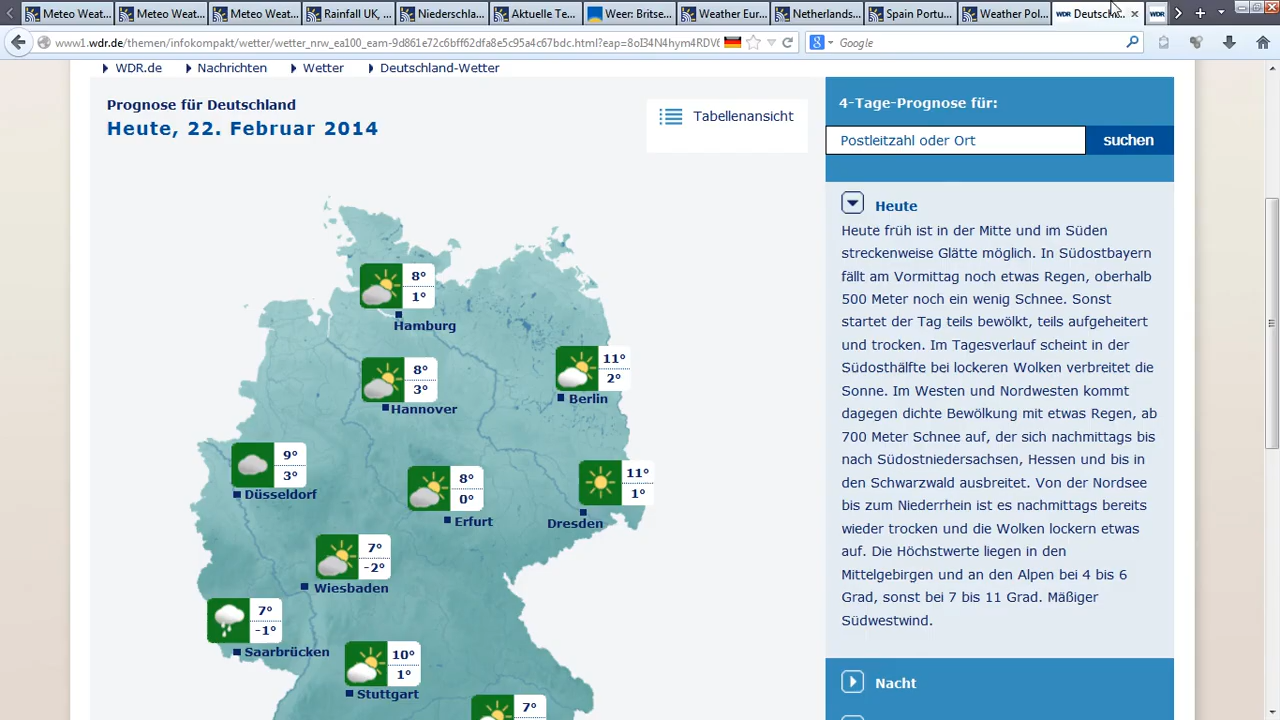 Meteo Weat...
Meteo Weat...
Meteo Weat...
Rainfall UK, ...
Niederschla...
Aktuelle Te...
Weer: Britse...
Weather Eur...
Netherlands...
Spain Portu...
Weather Pol...
WDR
Deutschl...
WDR
www1.wdr.de/themen/infokompakt/wetter/wetter_nrw_ea100_eam-9d861e72c6bff62dfa8e5c95a4c67bdc.html?eap=8oI34N4hym4RDV6
Google
WDR.de
Nachrichten
Wetter
Deutschland-Wetter
Prognose für Deutschland
Heute, 22. Februar 2014
Tabellenansicht
8°
1°
Hamburg
8°
3°
Hannover
11°
2°
Berlin
9°
3°
Düsseldorf
8°
0°
Erfurt
11°
1°
Dresden
7°
-2°
Wiesbaden
7°
-1°
Saarbrücken
10°
1°
Stuttgart
7°
4-Tage-Prognose für:
Postleitzahl oder Ort
suchen
Heute
Heute früh ist in der Mitte und im Süden
streckenweise Glätte möglich. In Südostbayern
fällt am Vormittag noch etwas Regen, oberhalb
500 Meter noch ein wenig Schnee. Sonst
startet der Tag teils bewölkt, teils aufgeheitert
und trocken. Im Tagesverlauf scheint in der
Südosthälfte bei lockeren Wolken verbreitet die
Sonne. Im Westen und Nordwesten kommt
dagegen dichte Bewölkung mit etwas Regen, ab
700 Meter Schnee auf, der sich nachmittags bis
nach Südostniedersachsen, Hessen und bis in
den Schwarzwald ausbreitet. Von der Nordsee
bis zum Niederrhein ist es nachmittags bereits
wieder trocken und die Wolken lockern etwas
auf. Die Höchstwerte liegen in den
Mittelgebirgen und an den Alpen bei 4 bis 6
Grad, sonst bei 7 bis 11 Grad. Mäßiger
Südwestwind.
Nacht